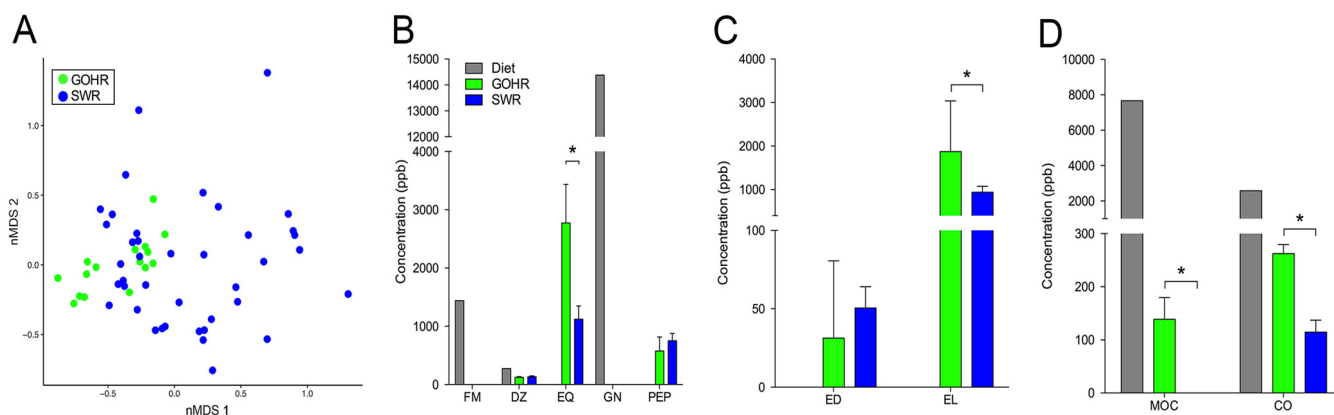 A
GOHR
SWR
nMDS 2
1.0
0.5
0.0
−0.5
−0.5
0.0
0.5
1.0
nMDS 1
B
Diet
GOHR
SWR
Concentration (ppb)
15000
14000
13000
12000
4000
3000
2000
1000
0
*
FM
DZ
EQ
GN
PEP
C
Concentration (ppb)
4000
3000
2000
1000
100
50
0
*
ED
EL
D
Concentration (ppb)
10000
8000
6000
4000
2000
300
200
100
0
*
*
MOC
CO